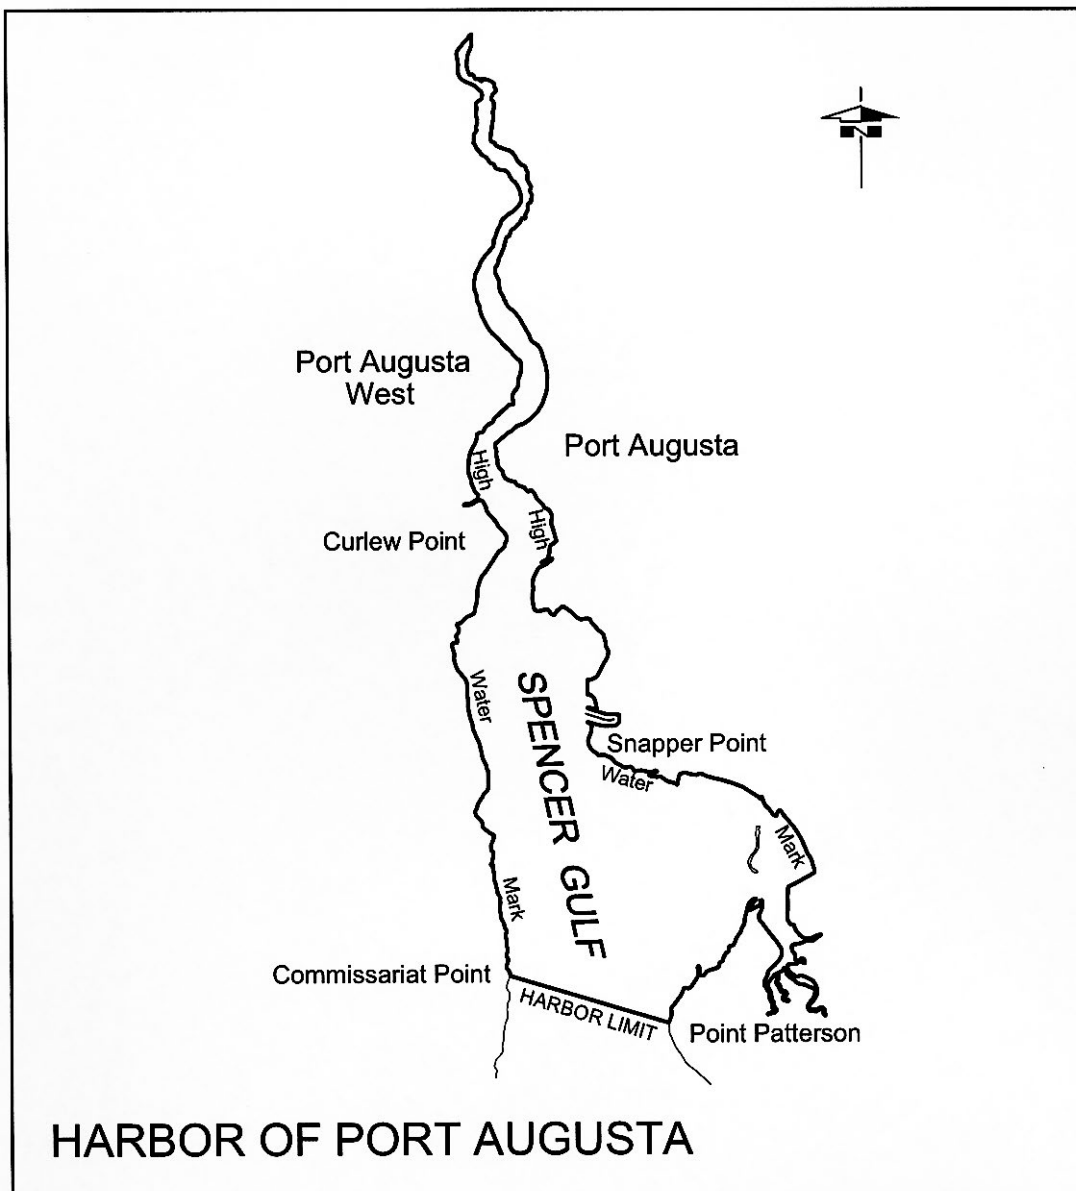 N
Port Augusta
West
Port Augusta
High
High
Curlew Point
Water
SPENCER GULF
Snapper Point
Water
Mark
Mark
Commissariat Point
HARBOR LIMIT
Point Patterson
HARBOR OF PORT AUGUSTA